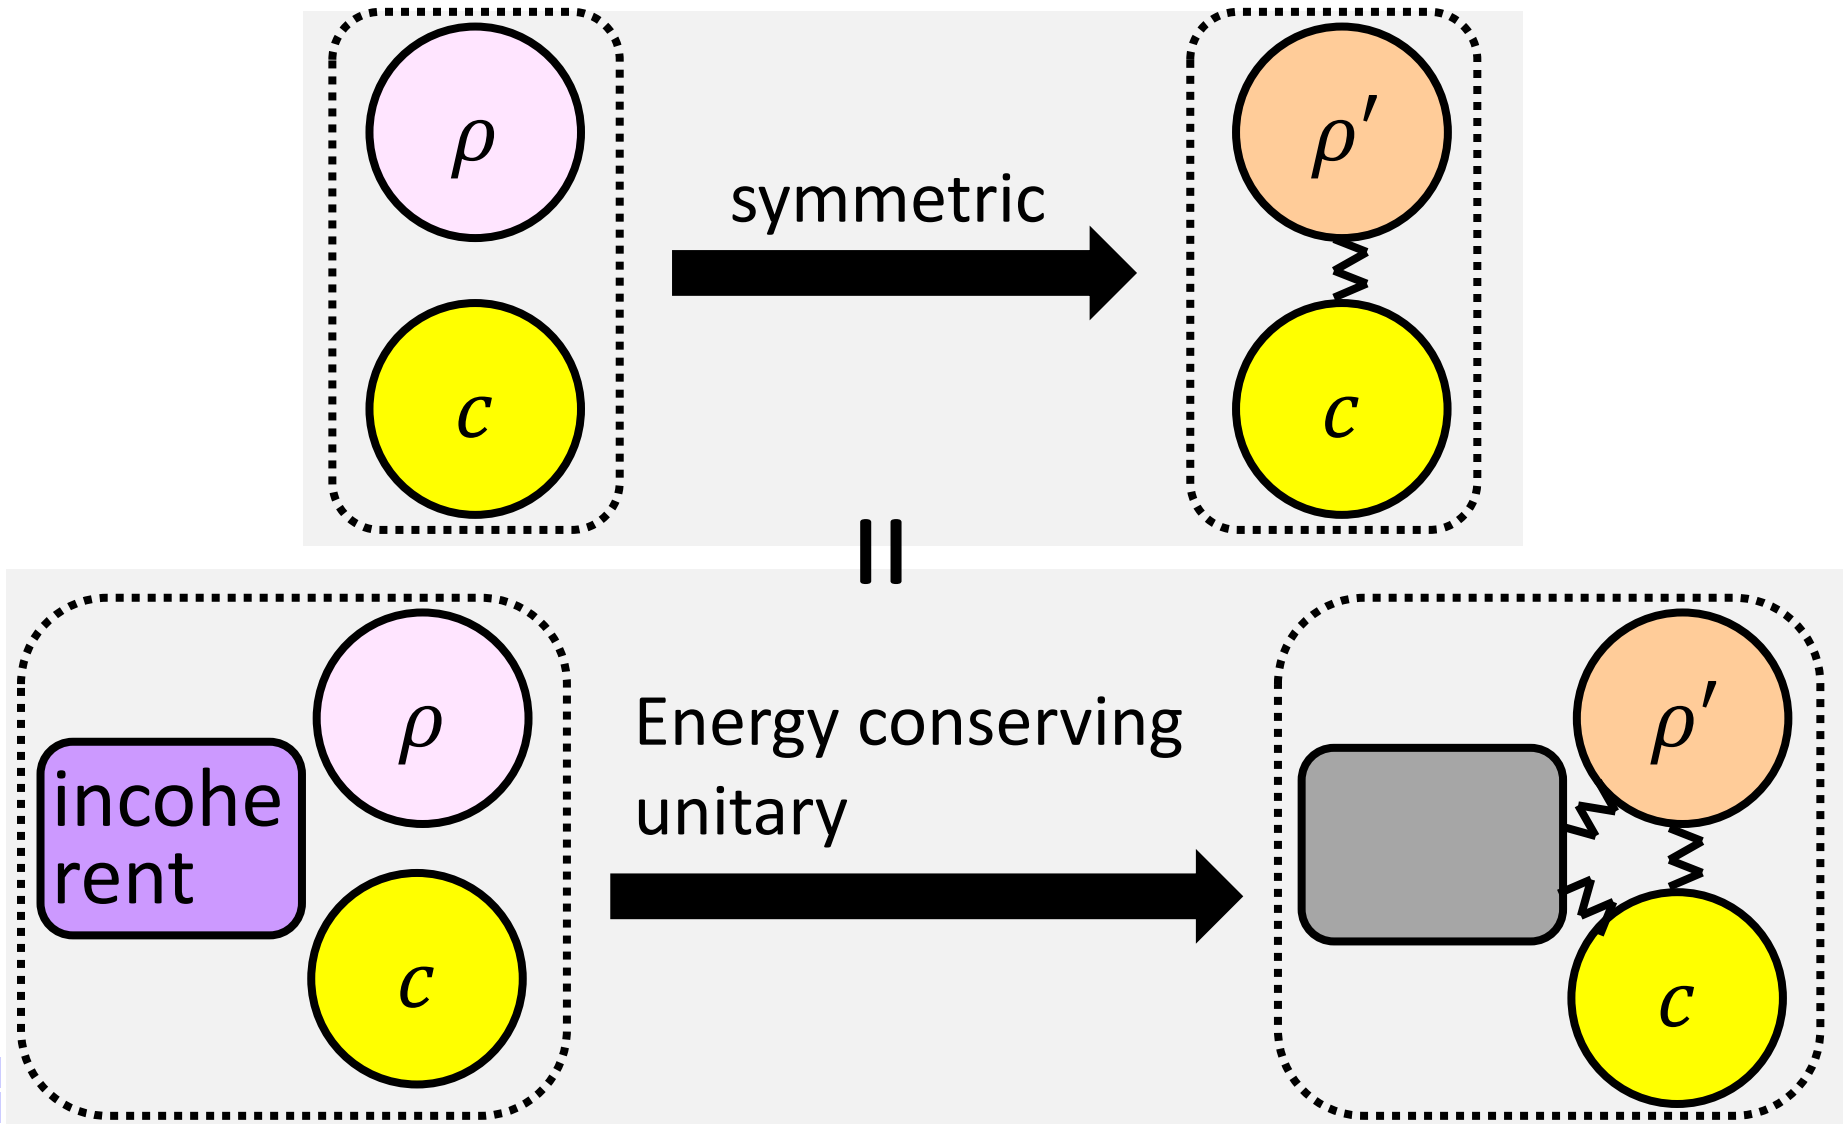 ρ
ρ′
symmetric
c
c
=
ρ
ρ′
Energy conserving
unitary
incohe
rent
c
c